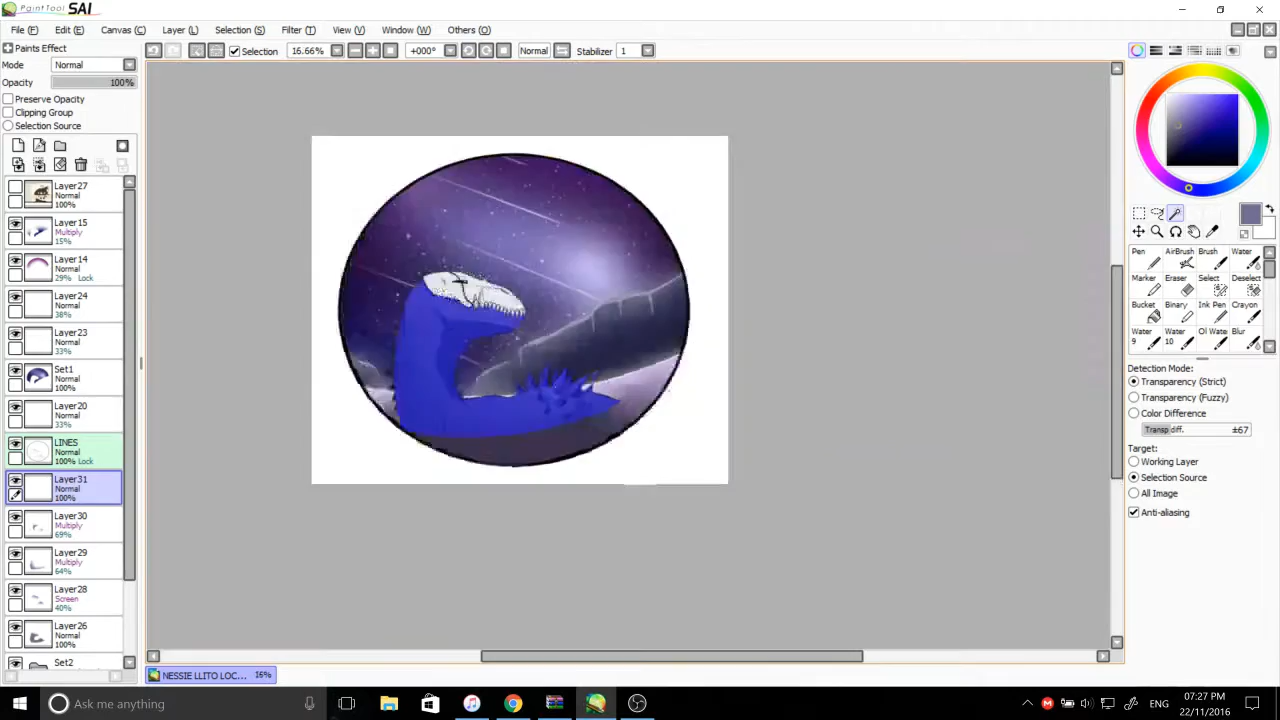 PaintTool SAI
File (F) Edit (E) Canvas (C) Layer (L) Selection (S) Filter (T) View (V) Window (W) Others (O)
Paints Effect
Selection 16.66% +000° Normal Stabilizer 1
Mode Normal
Opacity 100%
Preserve Opacity
Clipping Group
Selection Source
Layer27
Normal
100%
Layer15
Multiply
15%
Layer14
Normal
29% Lock
Layer24
Normal
38%
Layer23
Normal
33%
Set1
Normal
100%
Layer20
Normal
33%
LINES
Normal
100% Lock
Layer31
Normal
100%
Layer30
Multiply
69%
Layer29
Multiply
64%
Layer28
Screen
40%
Layer26
Normal
100%
Set2
Pen AirBrush Brush Water
Marker Eraser Select Deselect
Bucket Binary Ink Pen Crayon
Water 9 Water 10 Oil Water Blur
Detection Mode:
Transparency (Strict)
Transparency (Fuzzy)
Color Difference
Transp diff. ±67
Target:
Working Layer
Selection Source
All Image
Anti-aliasing
NESSIE LLITO LOC... 16%
Ask me anything
ENG
07:27 PM
22/11/2016